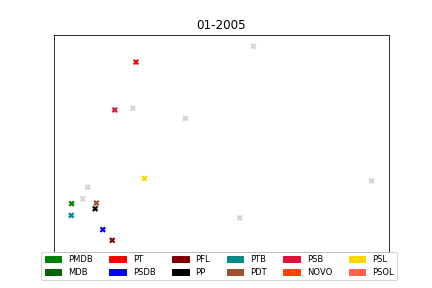 01-2005
PMDB PT PFL PTB PSB PSL
MDB PSDB PP PDT NOVO PSOL